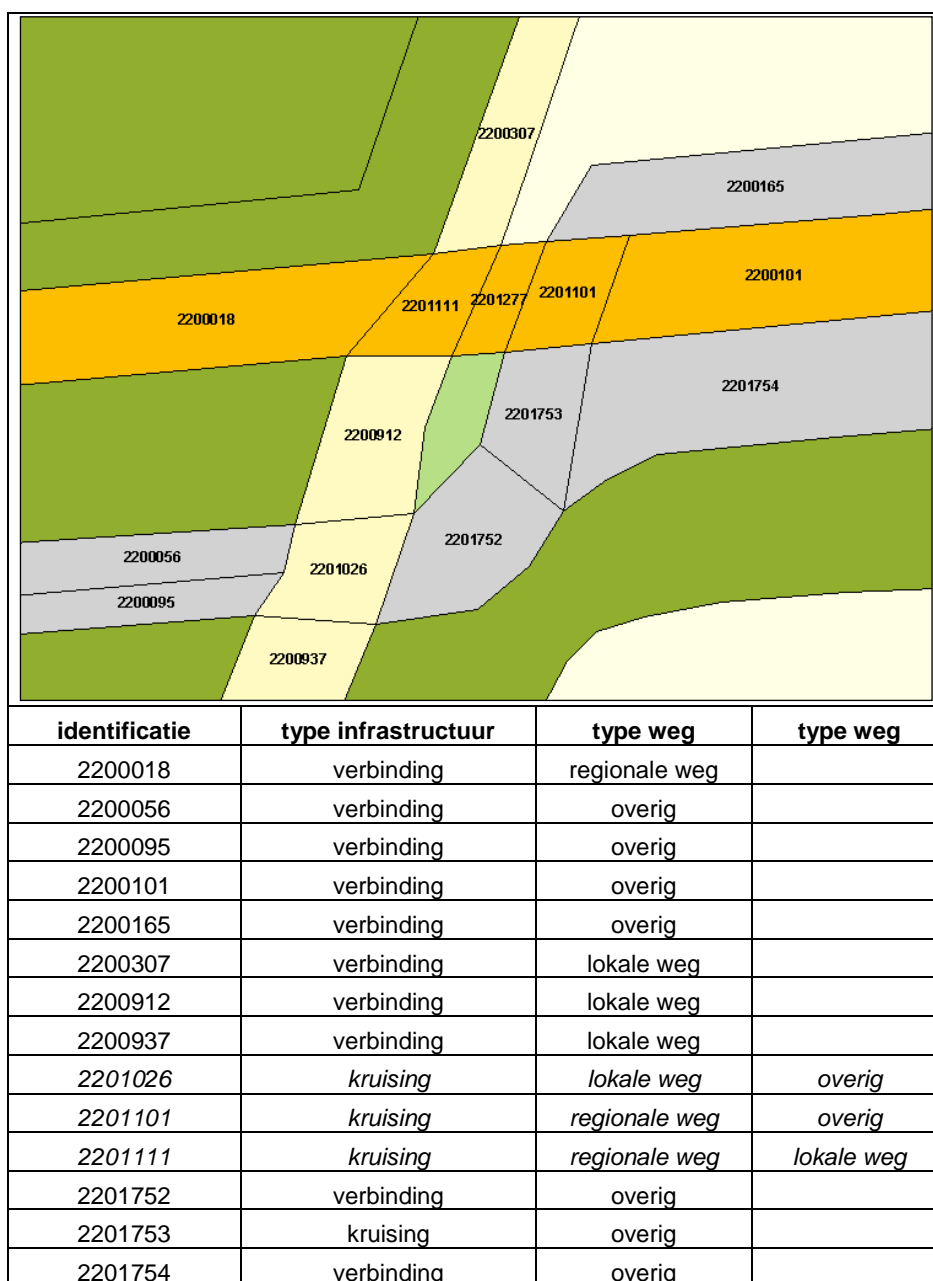 2200307
2200165
2200101
2201101
2201277
2201111
2200018
2201754
2201753
2200912
2201752
2200056
2201026
2200095
2200937
identificatie type infrastructuur type weg type weg
2200018 verbinding regionale weg
2200056 verbinding overig
2200095 verbinding overig
2200101 verbinding overig
2200165 verbinding overig
2200307 verbinding lokale weg
2200912 verbinding lokale weg
2200937 verbinding lokale weg
2201026 kruising lokale weg overig
2201101 kruising regionale weg overig
2201111 kruising regionale weg lokale weg
2201752 verbinding overig
2201753 kruising overig
2201754 verbinding overig